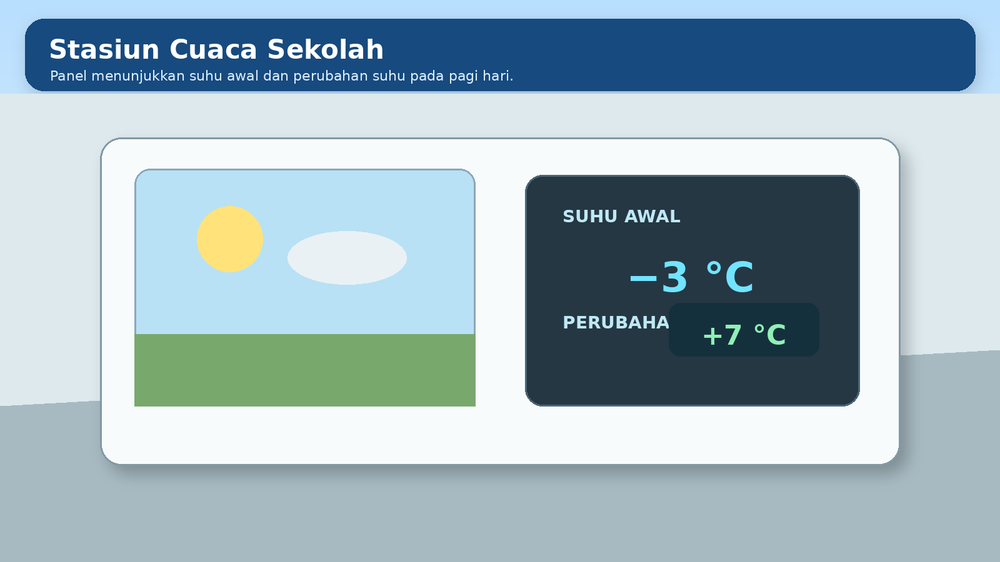 Stasiun Cuaca Sekolah
Panel menunjukkan suhu awal dan perubahan suhu pada pagi hari.
SUHU AWAL
−3 °C
PERUBAHA
+7 °C